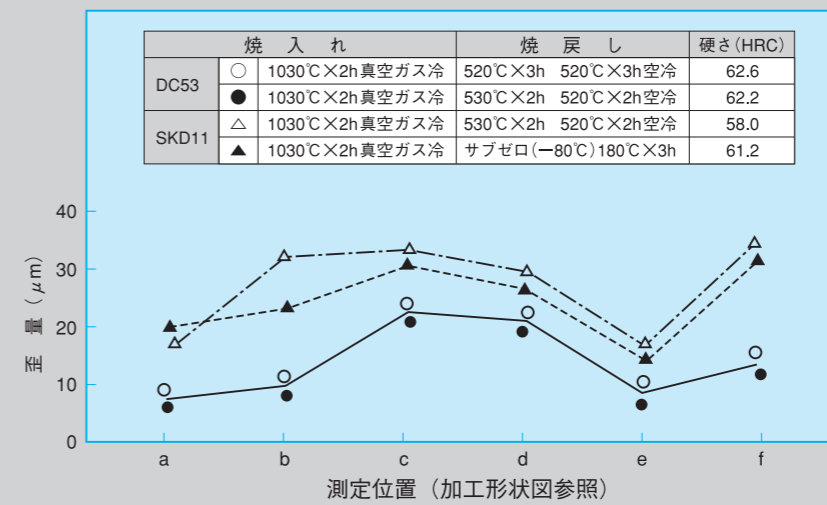 焼 入 れ 焼 戻 し 硬さ(HRC)
DC53 ○ 1030℃×2h真空ガス冷 520℃×3h 520℃×3h空冷 62.6
● 1030℃×2h真空ガス冷 530℃×2h 520℃×2h空冷 62.2
SKD11 △ 1030℃×2h真空ガス冷 530℃×2h 520℃×2h空冷 58.0
▲ 1030℃×2h真空ガス冷 サブゼロ(－80℃)180℃×3h 61.2
歪 量 (μm)
40
30
20
10
0
a b c d e f
測定位置（加工形状図参照）